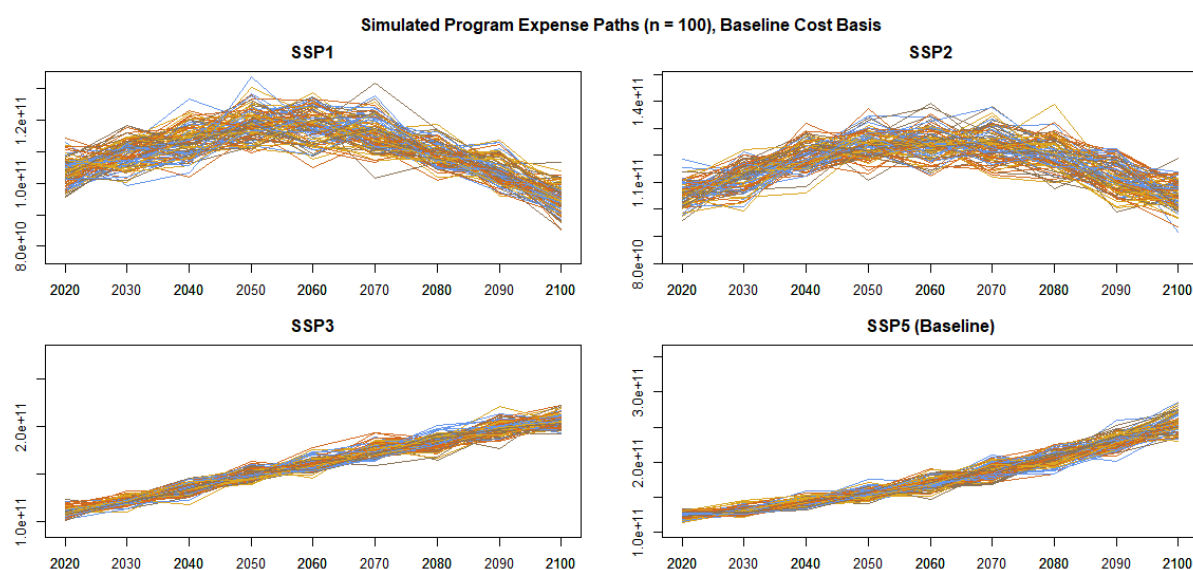 Simulated Program Expense Paths (n = 100), Baseline Cost Basis
SSP1
8.0e+10 1.0e+11 1.2e+11
2020 2030 2040 2050 2060 2070 2080 2090 2100
SSP2
8.0e+10 1.1e+11 1.4e+11
2020 2030 2040 2050 2060 2070 2080 2090 2100
SSP3
1.0e+11 2.0e+11
2020 2030 2040 2050 2060 2070 2080 2090 2100
SSP5 (Baseline)
1.0e+11 2.0e+11 3.0e+11
2020 2030 2040 2050 2060 2070 2080 2090 2100